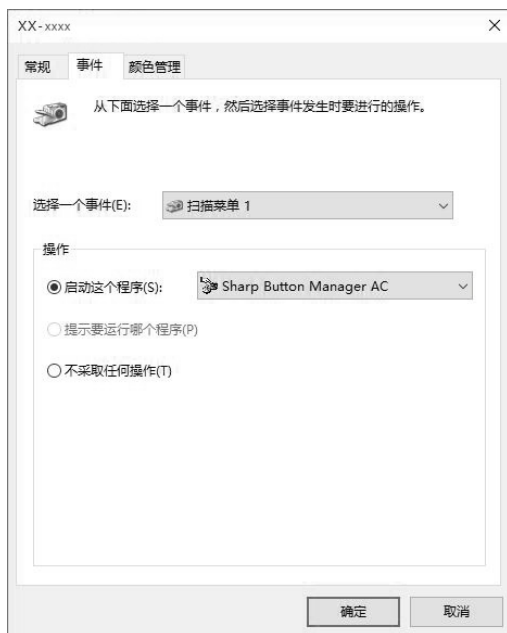 XX-xxxx
常规 事件 颜色管理
从下面选择一个事件，然后选择事件发生时要进行的操作。
选择一个事件(E): 扫描菜单 1
操作
启动这个程序(S): Sharp Button Manager AC
提示要运行哪个程序(P)
不采取任何操作(T)
确定 取消